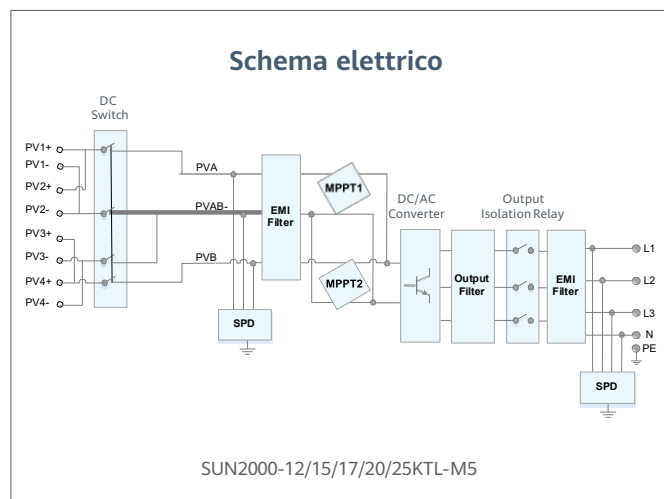 Schema elettrico
DC
Switch
PV1+
PV1-
PV2+
PV2-
PV3+
PV3-
PV4+
PV4-
PVA
PVAB-
PVB
EMI
Filter
SPD
MPPT1
MPPT2
DC/AC
Converter
Output
Filter
Output
Isolation Relay
EMI
Filter
L1
L2
L3
N
PE
SPD
SUN2000-12/15/17/20/25KTL-M5